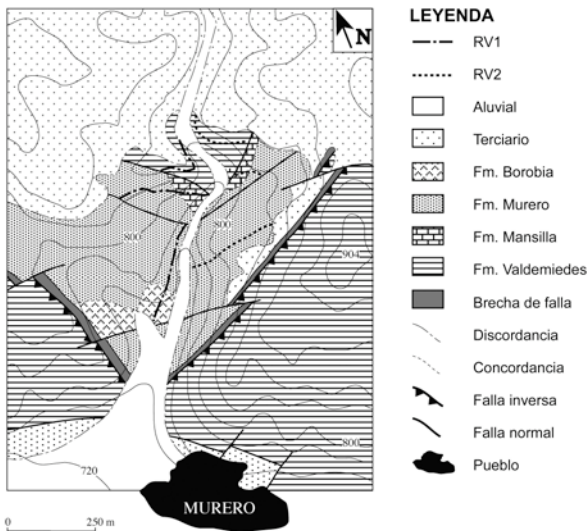 N
800
800
904
800
720
MURERO
0 250 m
LEYENDA
RV1
RV2
Aluvial
Terciario
Fm. Borobia
Fm. Murero
Fm. Mansilla
Fm. Valdemiedes
Brecha de falla
Discordancia
Concordancia
Falla inversa
Falla normal
Pueblo